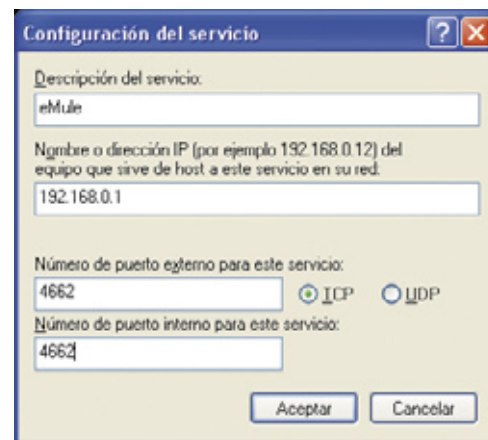 Configuración del servicio
Descripción del servicio:
eMule
Nombre o dirección IP (por ejemplo 192.168.0.12) del
equipo que sirve de host a este servicio en su red:
192.168.0.1
Número de puerto externo para este servicio:
4662
TCP UDP
Número de puerto interno para este servicio:
4662
Aceptar Cancelar